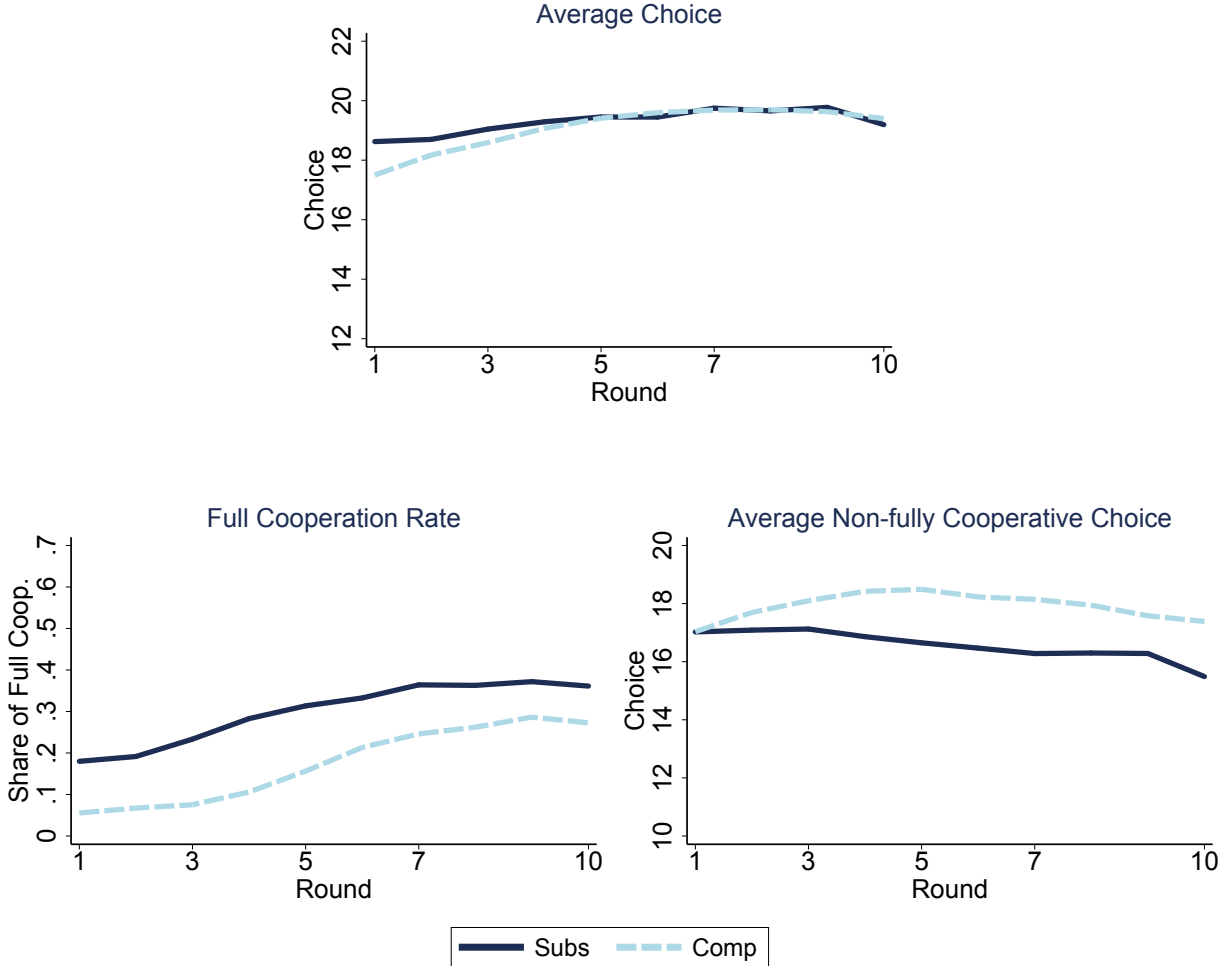 Average Choice
Choice
22
20
18
16
14
12
1 3 5 7 10
Round
Full Cooperation Rate
Share of Full Coop.
.7
.6
.5
.4
.3
.2
.1
0
1 3 5 7 10
Round
Average Non-fully Cooperative Choice
Choice
20
18
16
14
12
10
1 3 5 7 10
Round
Subs Comp